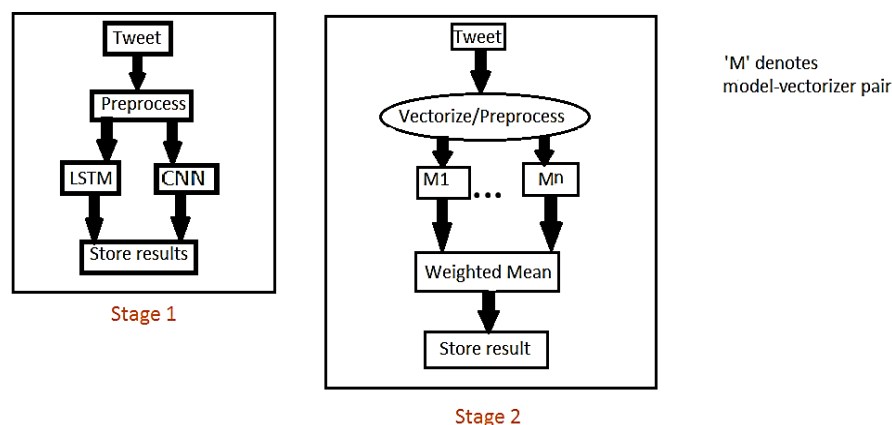 Tweet
Preprocess
LSTM
CNN
Store results
Stage 1
Tweet
Vectorize/Preprocess
M1
...
Mn
Weighted Mean
Store result
Stage 2
'M' denotes
model-vectorizer pair